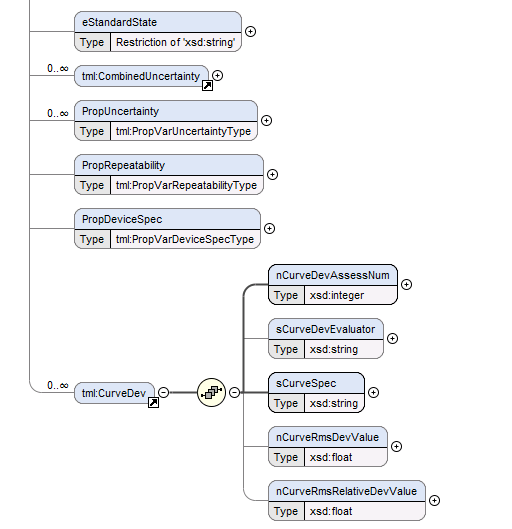 eStandardState
Type Restriction of 'xsd:string'
0..∞
tml:CombinedUncertainty
0..∞
PropUncertainty
Type tml:PropVarUncertaintyType
PropRepeatability
Type tml:PropVarRepeatabilityType
PropDeviceSpec
Type tml:PropVarDeviceSpecType
0..∞
tml:CurveDev
nCurveDevAssessNum
Type xsd:integer
sCurveDevEvaluator
Type xsd:string
sCurveSpec
Type xsd:string
nCurveRmsDevValue
Type xsd:float
nCurveRmsRelativeDevValue
Type xsd:float